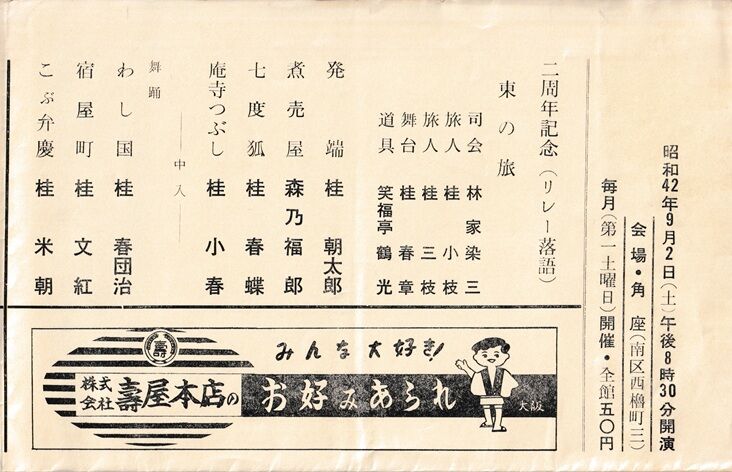 昭和42年9月2日（土）午後8時30分開演
会場・角座（南区西櫓町三）
毎月（第一土曜日）開催・全館五〇円
二周年記念（リレー落語）
東の旅
司会 林家染三
旅人 桂小枝
旅人 桂三枝
舞台 桂春章
道具 笑福亭鶴光
発端 桂朝太郎
煮売屋 森乃福郎
七度狐 桂春蝶
庵寺つぶし 桂小春
――中入――
舞踊
わし国 桂春団治
宿屋町 桂文紅
こぶ弁慶 桂米朝
壽
みんな大好き!
株式会社 壽屋本店の
お好みあられ
大阪